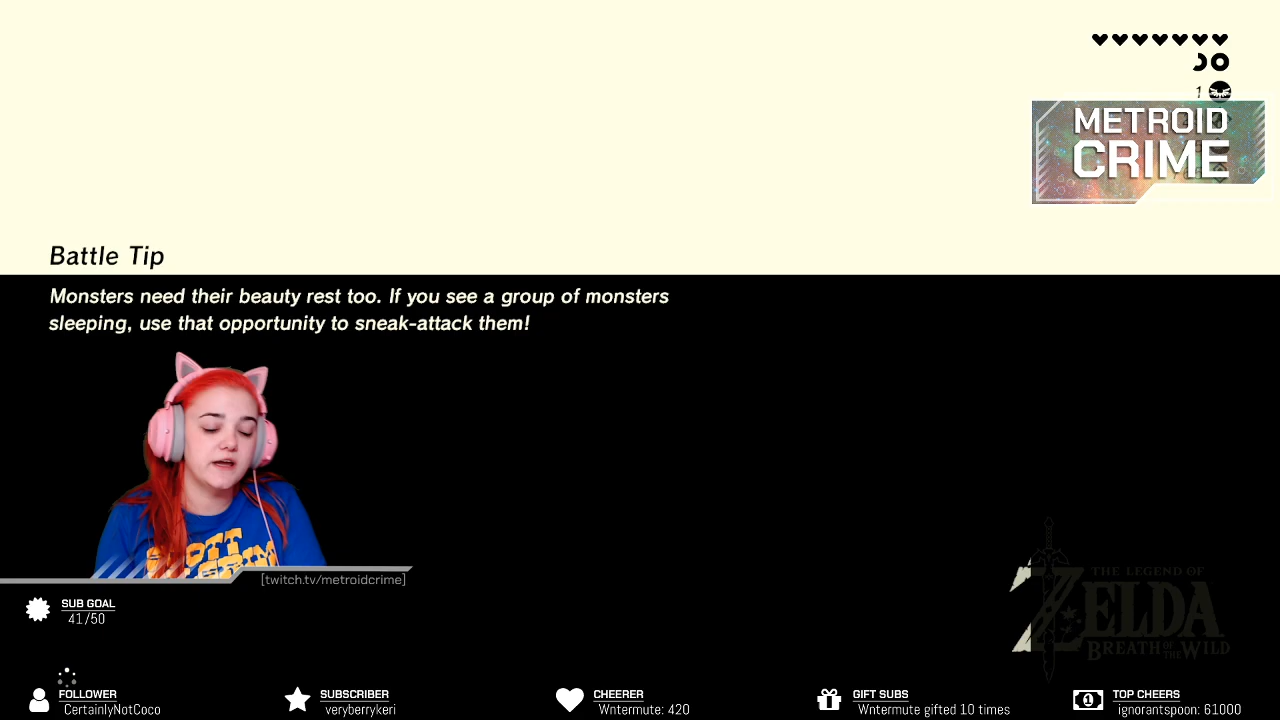 1
METROID
CRIME
Battle Tip
Monsters need their beauty rest too. If you see a group of monsters
sleeping, use that opportunity to sneak-attack them!
[twitch.tv/metroidcrime]
SUB GOAL
41/50
THE LEGEND OF
ZELDA
BREATH OF THE WILD
FOLLOWER
CertainlyNotCoco
SUBSCRIBER
veryberrykeri
CHEERER
Wntermute: 420
GIFT SUBS
Wntermute gifted 10 times
1
TOP CHEERS
ignorantspoon: 61000